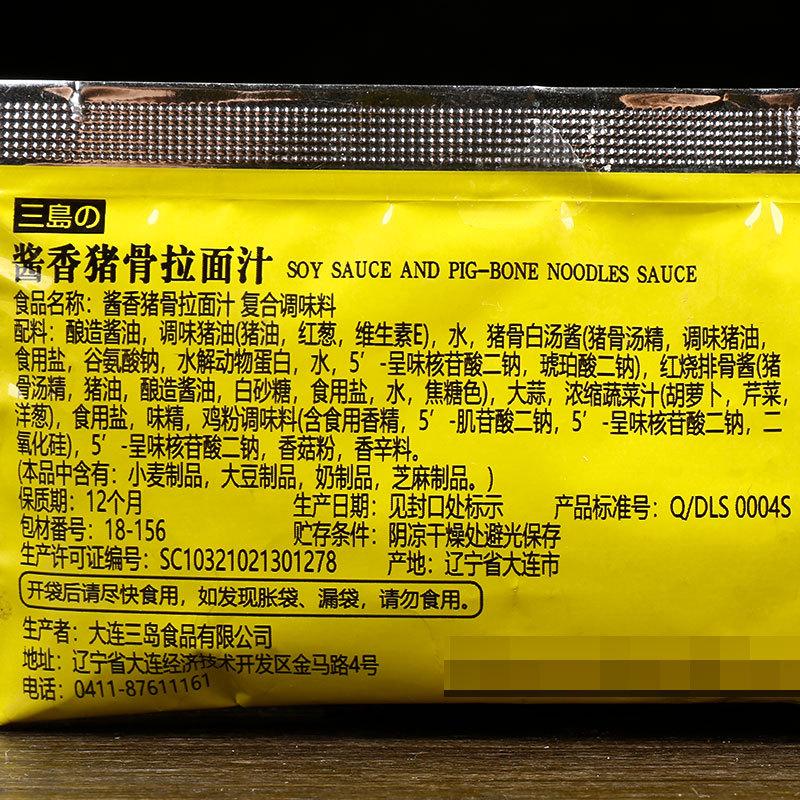 三島の
酱香猪骨拉面汁 SOY SAUCE AND PIG-BONE NOODLES SAUCE
食品名称：酱香猪骨拉面汁 复合调味料
配料：酿造酱油，调味猪油(猪油，红葱，维生素E)，水，猪骨白汤酱(猪骨汤精，调味猪油，
食用盐，谷氨酸钠，水解动物蛋白，水，5′-呈味核苷酸二钠，琥珀酸二钠)，红烧排骨酱(猪
骨汤精，猪油，酿造酱油，白砂糖，食用盐，水，焦糖色)，大蒜，浓缩蔬菜汁(胡萝卜，芹菜，
洋葱)，食用盐，味精，鸡粉调味料(含食用香精，5′-肌苷酸二钠，5′-呈味核苷酸二钠，二
氧化硅)，5′-呈味核苷酸二钠，香菇粉，香辛料。
(本品中含有：小麦制品，大豆制品，奶制品，芝麻制品。)
保质期：12个月 生产日期：见封口处标示 产品标准号：Q/DLS 0004S
包材番号：18-156 贮存条件：阴凉干燥处避光保存
生产许可证编号：SC10321021301278 产地：辽宁省大连市
开袋后请尽快食用，如发现胀袋、漏袋，请勿食用。
生产者：大连三岛食品有限公司
地址：辽宁省大连经济技术开发区金马路4号
电话：0411-87611161